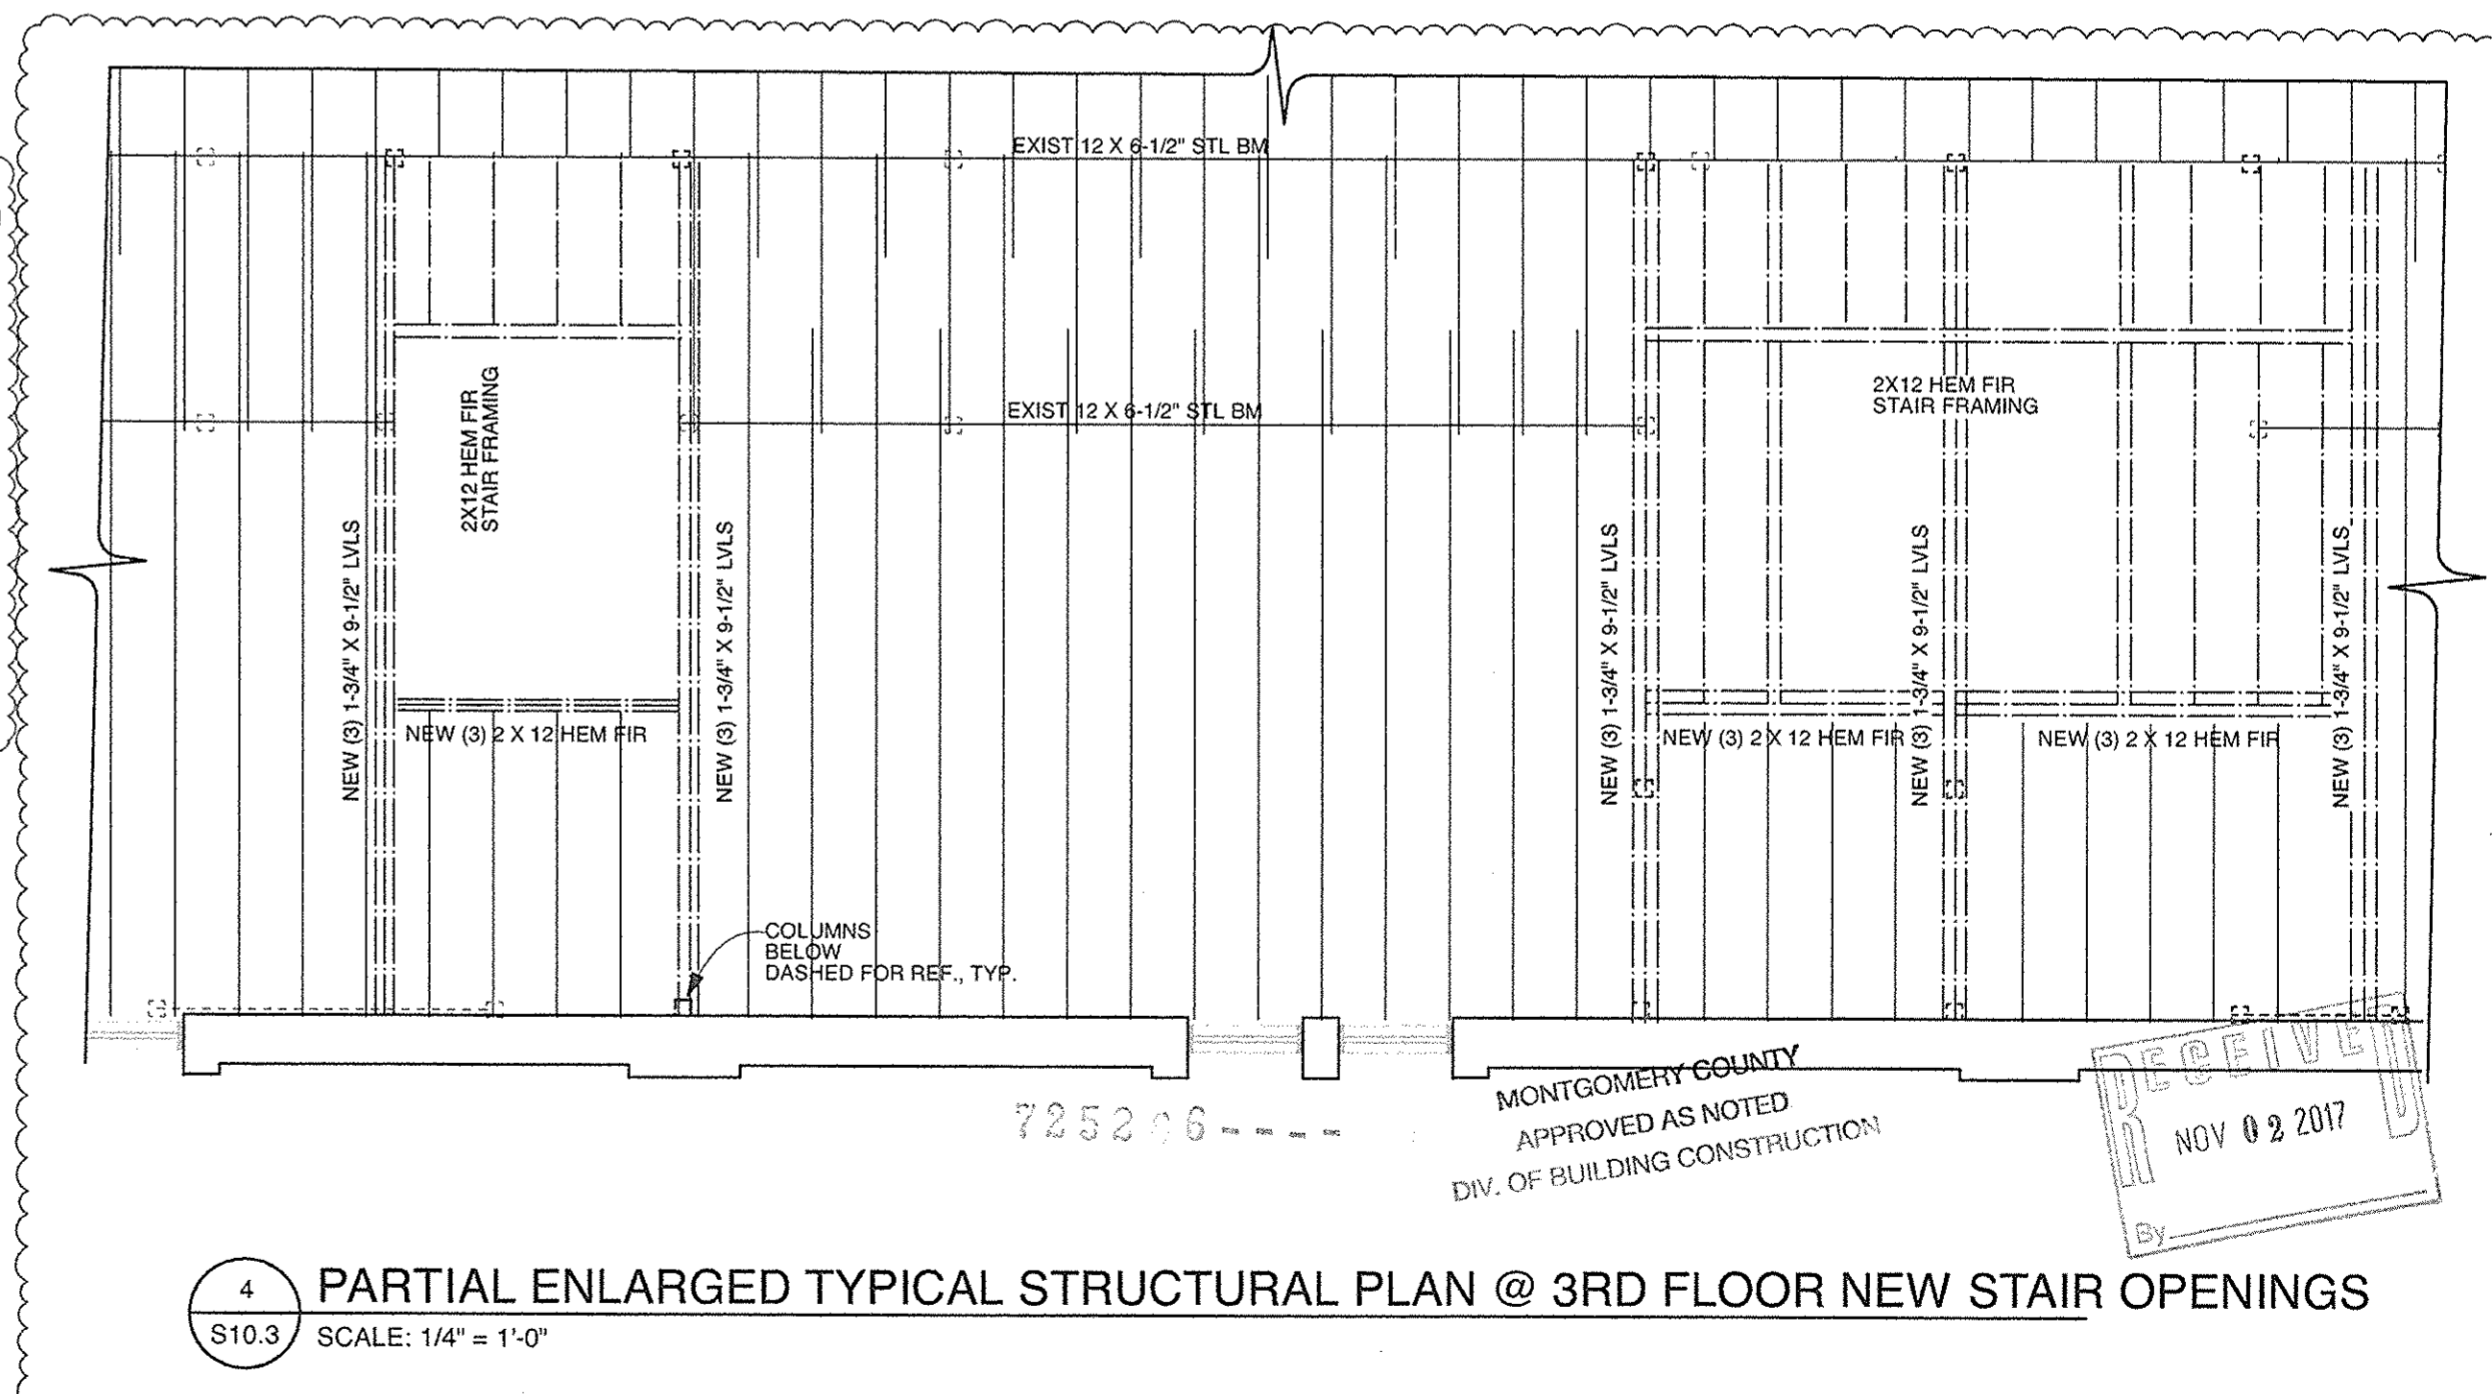 EXIST 12 X 6-1/2" STL BM
EXIST 12 X 6-1/2" STL BM
2X12 HEM FIR
STAIR FRAMING
2X12 HEM FIR
STAIR FRAMING
NEW (3) 1-3/4" X 9-1/2" LVLS
NEW (3) 1-3/4" X 9-1/2" LVLS
NEW (3) 1-3/4" X 9-1/2" LVLS
NEW (3) 1-3/4" X 9-1/2" LVLS
NEW (3) 1-3/4" X 9-1/2" LVLS
NEW (3) 2 X 12 HEM FIR
NEW (3) 2 X 12 HEM FIR
NEW (3) 2 X 12 HEM FIR
COLUMNS
BELOW
DASHED FOR REF., TYP.
MONTGOMERY COUNTY
APPROVED AS NOTED
DIV. OF BUILDING CONSTRUCTION
RECEIVED
NOV 02 2017
By
4
S10.3
PARTIAL ENLARGED TYPICAL STRUCTURAL PLAN @ 3RD FLOOR NEW STAIR OPENINGS
SCALE: 1/4" = 1'-0"